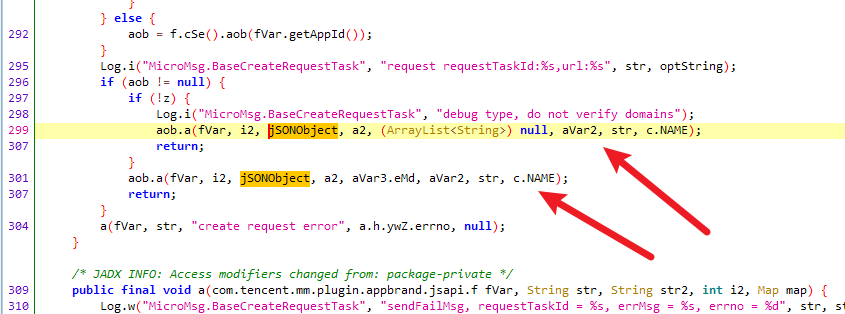 }
} else {
292 aob = f.cSe().aob(fVar.getAppId());
}
295 Log.i("MicroMsg.BaseCreateRequestTask", "request requestTaskId:%s,url:%s", str, optString);
296 if (aob != null) {
297 if (!z) {
298 Log.i("MicroMsg.BaseCreateRequestTask", "debug type, do not verify domains");
299 aob.a(fVar, i2, jSONObject, a2, (ArrayList<String>) null, aVar2, str, c.NAME);
307 return;
}
301 aob.a(fVar, i2, jSONObject, a2, aVar3.eMd, aVar2, str, c.NAME);
307 return;
}
304 a(fVar, str, "create request error", a.h.ywZ.errno, null);
}
/* JADX INFO: Access modifiers changed from: package-private */
309 public final void a(com.tencent.mm.plugin.appbrand.jsapi.f fVar, String str, String str2, int i2, Map map) {
310 Log.w("MicroMsg.BaseCreateRequestTask", "sendFailMsg, requestTaskId = %s, errMsg = %s, errno = %d", str, st